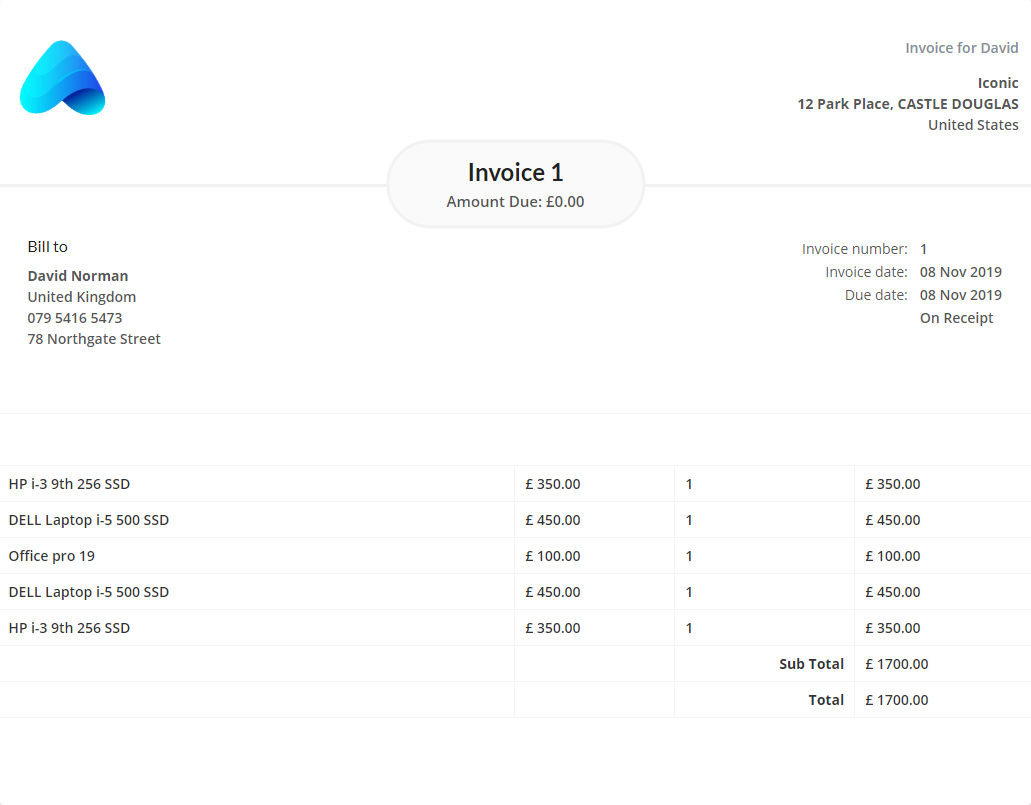 Invoice for David
Iconic
12 Park Place, CASTLE DOUGLAS
United States
Invoice 1
Amount Due: £0.00
Bill to
David Norman
United Kingdom
079 5416 5473
78 Northgate Street
Invoice number: 1
Invoice date: 08 Nov 2019
Due date: 08 Nov 2019
On Receipt
HP i-3 9th 256 SSD £ 350.00 1 £ 350.00
DELL Laptop i-5 500 SSD £ 450.00 1 £ 450.00
Office pro 19 £ 100.00 1 £ 100.00
DELL Laptop i-5 500 SSD £ 450.00 1 £ 450.00
HP i-3 9th 256 SSD £ 350.00 1 £ 350.00
Sub Total £ 1700.00
Total £ 1700.00